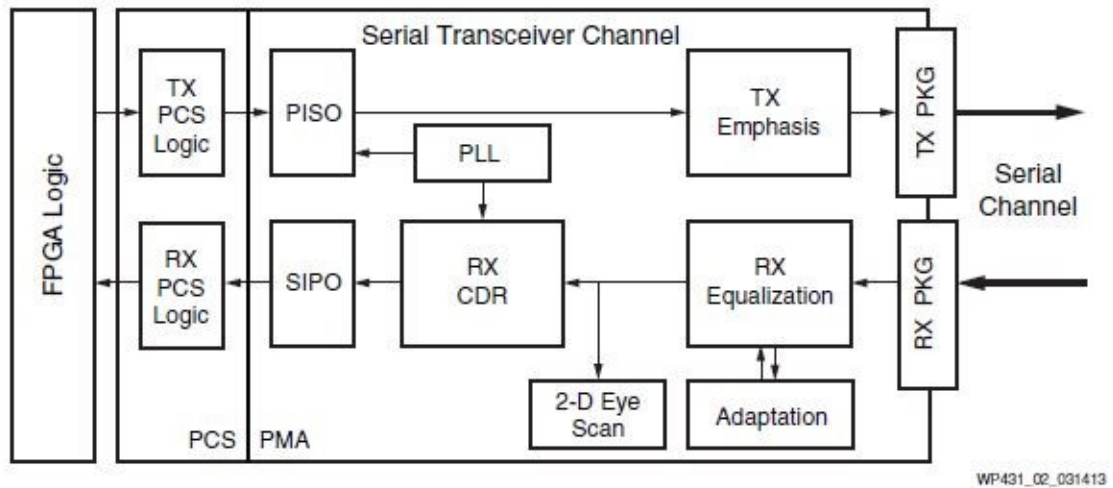 Serial Transceiver Channel
FPGA Logic
TX
PCS
Logic
PISO
PLL
TX
Emphasis
TX PKG
Serial
Channel
RX
PCS
Logic
SIPO
RX
CDR
RX
Equalization
RX PKG
2-D Eye
Scan
Adaptation
PCS
PMA
WP431_02_031413